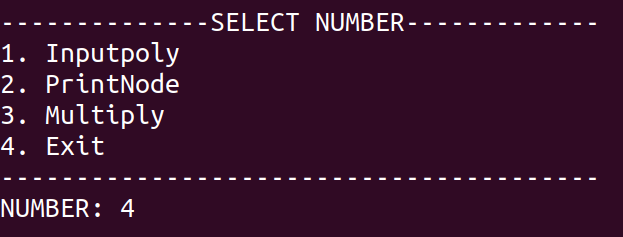 --------------SELECT NUMBER-------------
1. Inputpoly
2. PrintNode
3. Multiply
4. Exit
----------------------------------------
NUMBER: 4